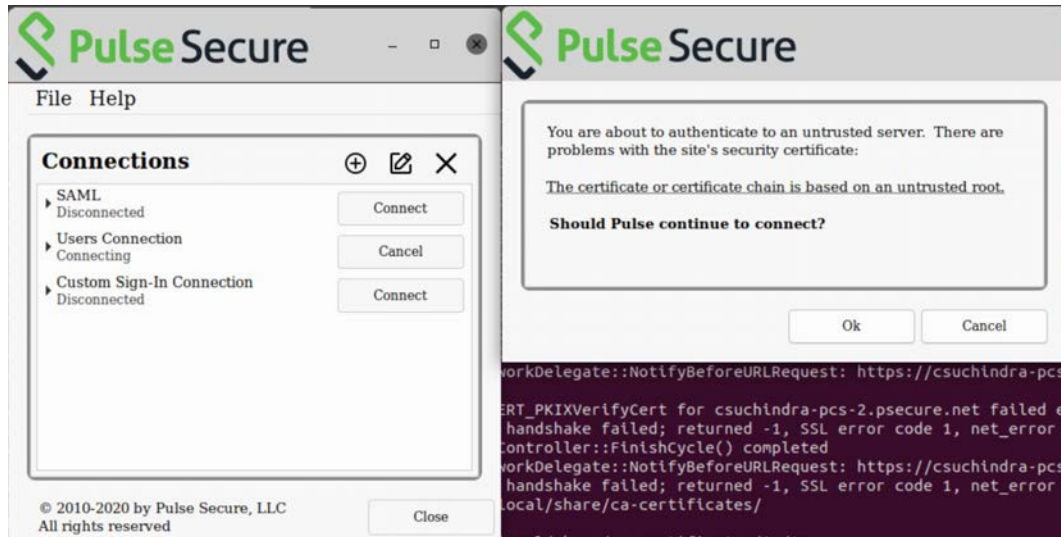 Pulse Secure
File Help
Connections
SAML
Disconnected
Connect
Users Connection
Connecting
Cancel
Custom Sign-In Connection
Disconnected
Connect
© 2010-2020 by Pulse Secure, LLC
All rights reserved
Close
Pulse Secure
You are about to authenticate to an untrusted server. There are
problems with the site's security certificate:
The certificate or certificate chain is based on an untrusted root.
Should Pulse continue to connect?
Ok
Cancel
workDelegate::NotifyBeforeURLRequest: https://csuchindra-pcs
ERT_PKIXVerifyCert for csuchindra-pcs-2.psecure.net failed e
handshake failed; returned -1, SSL error code 1, net_error
Controller::FinishCycle() completed
workDelegate::NotifyBeforeURLRequest: https://csuchindra-pcs
handshake failed; returned -1, SSL error code 1, net_error
local/share/ca-certificates/